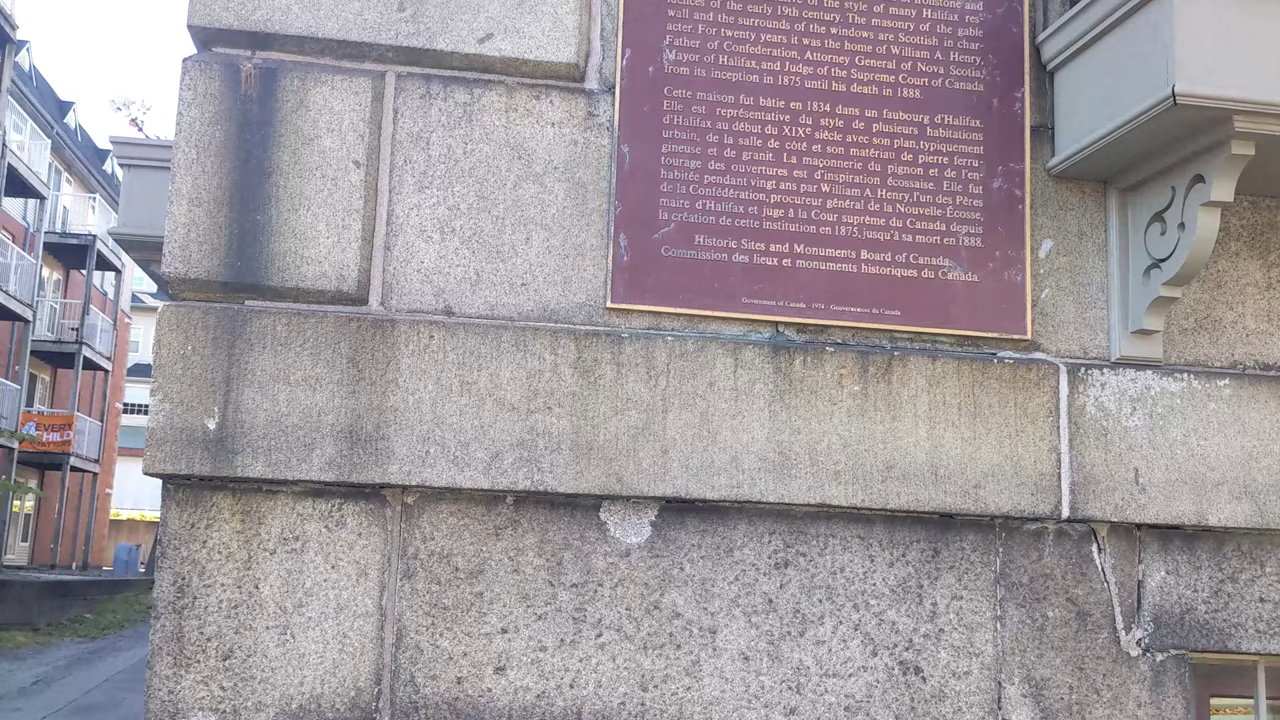 of ironstone and
of the style of many Halifax res-
idences of the early 19th century. The masonry of the gable
wall and the surrounds of the windows are Scottish in char-
acter. For twenty years it was the home of William A. Henry,
Father of Confederation, Attorney General of Nova Scotia,
Mayor of Halifax, and Judge of the Supreme Court of Canada
from its inception in 1875 until his death in 1888.
Cette maison fut bâtie en 1834 dans un faubourg d'Halifax.
Elle est représentative du style de plusieurs habitations
d'Halifax au début du XIXe siècle avec son plan, typiquement
urbain, de la salle de côté et son matériau de pierre ferru-
gineuse et de granit. La maçonnerie du pignon et de l'en-
tourage des ouvertures est d'inspiration écossaise. Elle fut
habitée pendant vingt ans par William A. Henry, l'un des Pères
de la Confédération, procureur général de la Nouvelle-Écosse,
maire d'Halifax et juge à la Cour suprême du Canada depuis
la création de cette institution en 1875, jusqu'à sa mort en 1888.
Historic Sites and Monuments Board of Canada.
Commission des lieux et monuments historiques du Canada.
Government of Canada - 1974 - Gouvernement du Canada
EVERY
CHILD
MATTERS